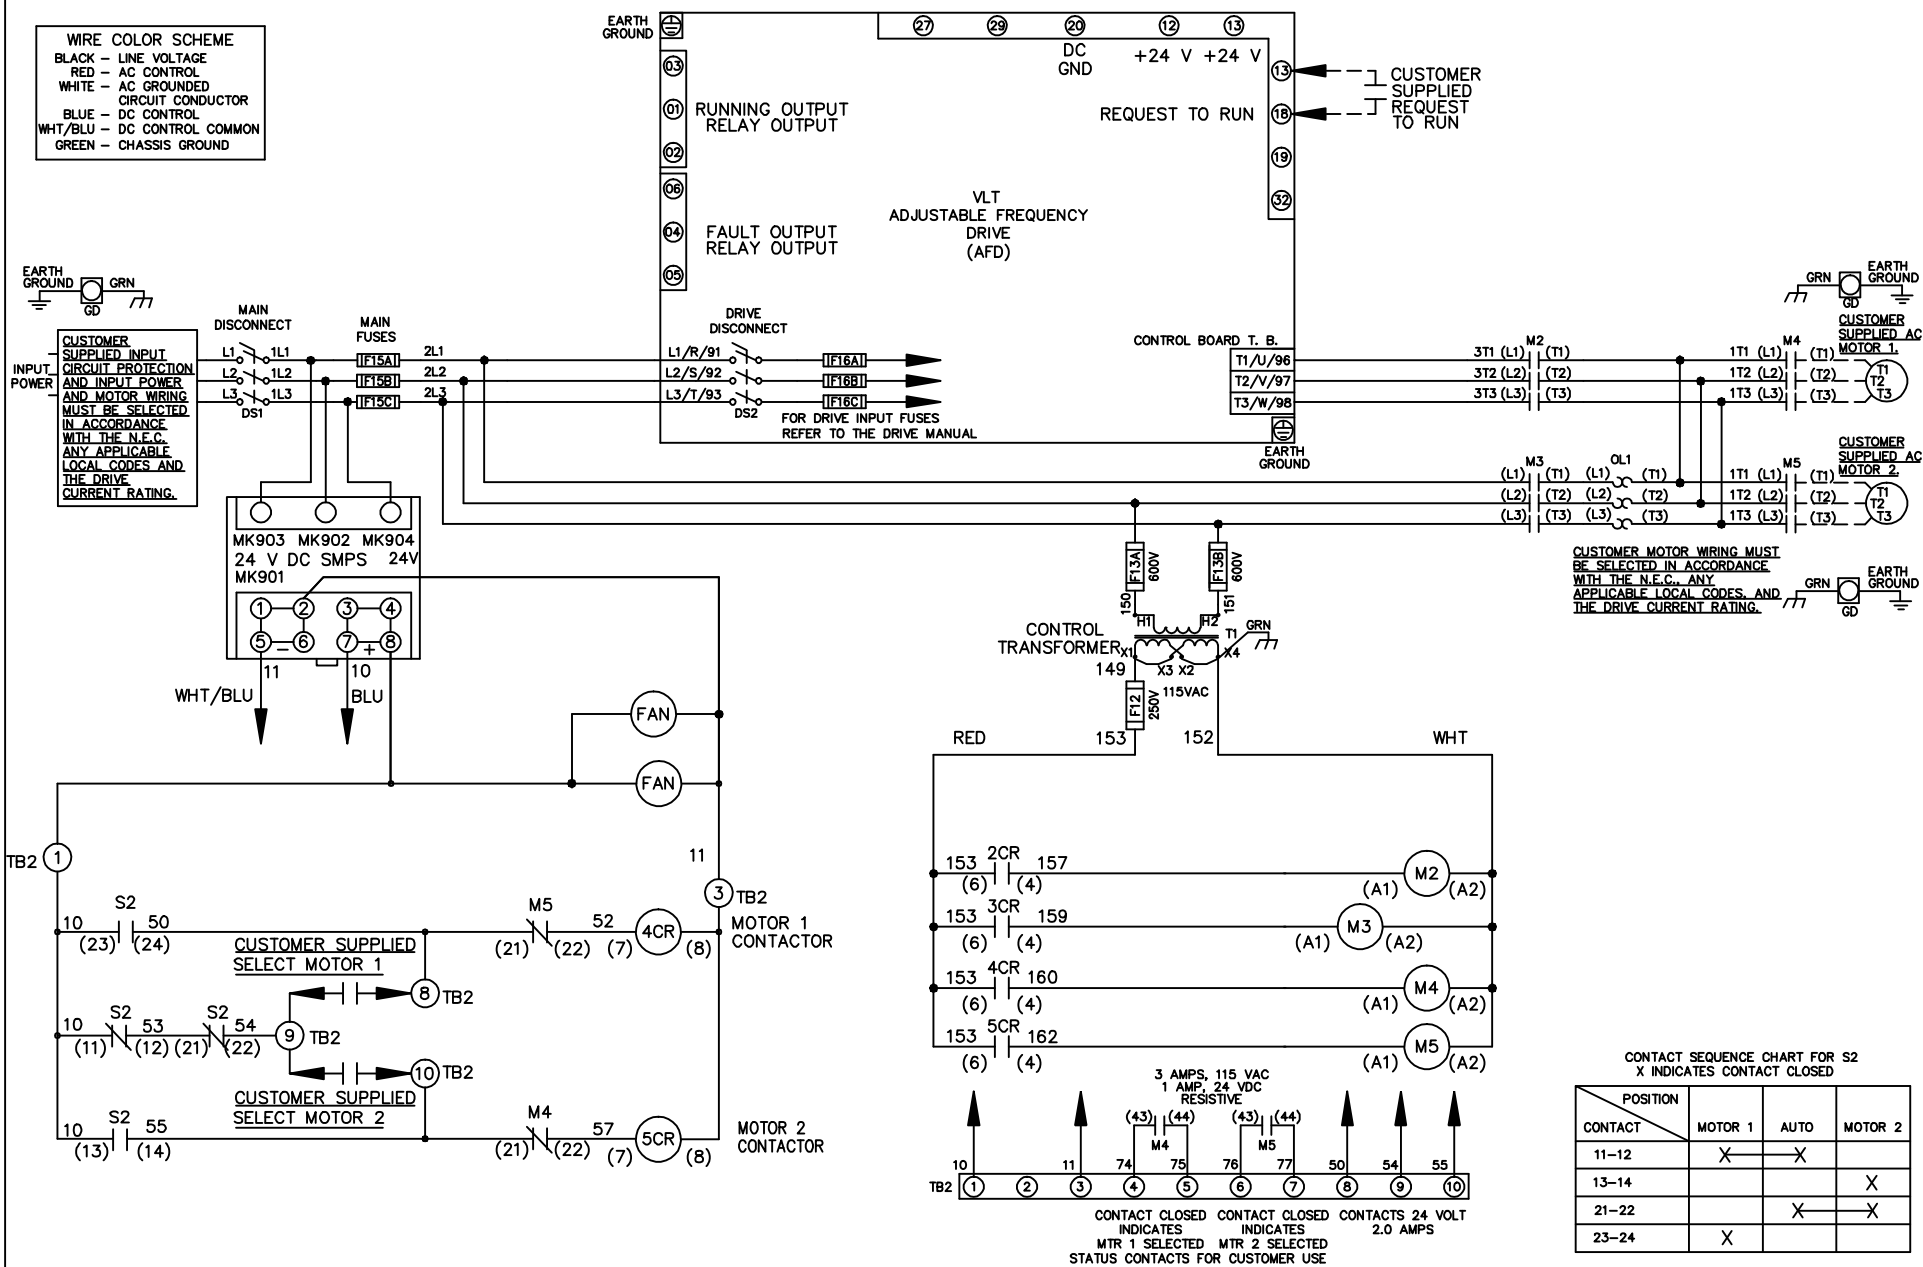 WIRE COLOR SCHEME
BLACK – LINE VOLTAGE
RED – AC CONTROL
WHITE – AC GROUNDED
CIRCUIT CONDUCTOR
BLUE – DC CONTROL
WHT/BLU – DC CONTROL COMMON
GREEN – CHASSIS GROUND
EARTH
GROUND
27 29 20 12 13
DC
GND
+24 V +24 V
03
01
02
RUNNING OUTPUT
RELAY OUTPUT
06
04
05
FAULT OUTPUT
RELAY OUTPUT
13
REQUEST TO RUN 18
19
32
CUSTOMER
SUPPLIED
REQUEST
TO RUN
VLT
ADJUSTABLE FREQUENCY
DRIVE
(AFD)
EARTH
GROUND
GRN
GD
INPUT
POWER
CUSTOMER
SUPPLIED INPUT
CIRCUIT PROTECTION
AND INPUT POWER
AND MOTOR WIRING
MUST BE SELECTED
IN ACCORDANCE
WITH THE N.E.C.
ANY APPLICABLE
LOCAL CODES AND
THE DRIVE
CURRENT RATING.
MAIN
DISCONNECT
L1 1L1
L2 1L2
L3 1L3
DS1
MAIN
FUSES
F15A 2L1
F15B 2L2
F15C 2L3
DRIVE
DISCONNECT
L1/R/91 F16A
L2/S/92 F16B
L3/T/93 F16C
DS2
FOR DRIVE INPUT FUSES
REFER TO THE DRIVE MANUAL
CONTROL BOARD T. B.
T1/U/96
T2/V/97
T3/W/98
EARTH
GROUND
M2
3T1 (L1) (T1)
3T2 (L2) (T2)
3T3 (L3) (T3)
M4
1T1 (L1) (T1)
1T2 (L2) (T2)
1T3 (L3) (T3)
T1
T2
T3
GRN
GD
EARTH
GROUND
CUSTOMER
SUPPLIED AC
MOTOR 1.
M3 OL1
(L1) (T1) (L1) (T1)
(L2) (T2) (L2) (T2)
(L3) (T3) (L3) (T3)
M5
1T1 (L1) (T1)
1T2 (L2) (T2)
1T3 (L3) (T3)
T1
T2
T3
CUSTOMER
SUPPLIED AC
MOTOR 2.
CUSTOMER MOTOR WIRING MUST
BE SELECTED IN ACCORDANCE
WITH THE N.E.C., ANY
APPLICABLE LOCAL CODES, AND
THE DRIVE CURRENT RATING.
GRN
GD
EARTH
GROUND
MK903 MK902 MK904
24 V DC SMPS 24V
MK901
1 2 3 4
5 – 6 7 + 8
11 10
WHT/BLU BLU
FAN
FAN
F13A 600V
F13B 600V
150 151
H1 H2
CONTROL
TRANSFORMER
T1 GRN
X1 X3 X2 X4
149
F12 250V
115VAC
153 152
RED WHT
TB2 1
11
3 TB2
10 S2 50
(23) (24)
M5 52
(21) (22) (7) 4CR (8)
MOTOR 1
CONTACTOR
CUSTOMER SUPPLIED
SELECT MOTOR 1
8 TB2
10 S2 53 S2 54
(11) (12) (21) (22)
9 TB2
10 TB2
CUSTOMER SUPPLIED
SELECT MOTOR 2
10 S2 55
(13) (14)
M4 57
(21) (22) (7) 5CR (8)
MOTOR 2
CONTACTOR
153 2CR 157
(6) (4) (A1) M2 (A2)
153 3CR 159
(6) (4) (A1) M3 (A2)
153 4CR 160
(6) (4) (A1) M4 (A2)
153 5CR 162
(6) (4) (A1) M5 (A2)
3 AMPS, 115 VAC
1 AMP, 24 VDC
RESISTIVE
(43) (44) (43) (44)
M4 M5
10 11 74 75 76 77 50 54 55
TB2 1 2 3 4 5 6 7 8 9 10
CONTACT CLOSED
INDICATES
MTR 1 SELECTED
CONTACT CLOSED
INDICATES
MTR 2 SELECTED
CONTACTS 24 VOLT
2.0 AMPS
STATUS CONTACTS FOR CUSTOMER USE
CONTACT SEQUENCE CHART FOR S2
X INDICATES CONTACT CLOSED
POSITION
CONTACT MOTOR 1 AUTO MOTOR 2
11–12 X X
13–14 X
21–22 X X
23–24 X